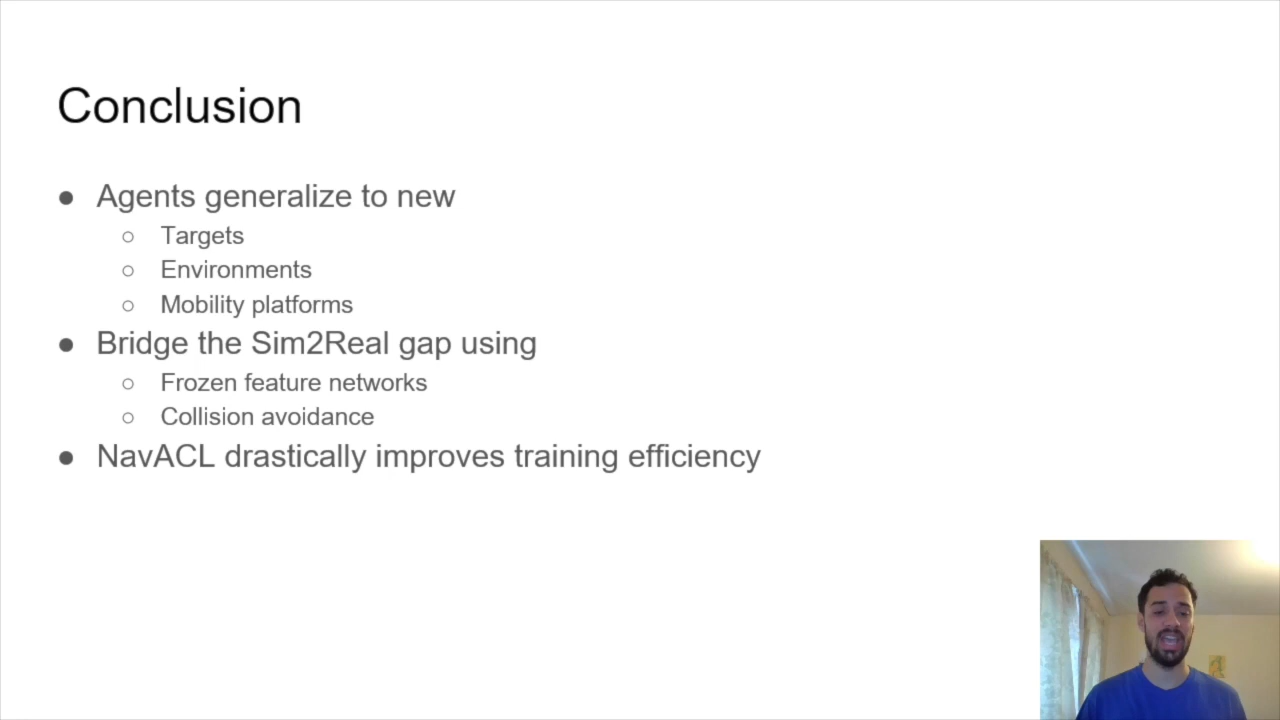 Conclusion
● Agents generalize to new
○ Targets
○ Environments
○ Mobility platforms
● Bridge the Sim2Real gap using
○ Frozen feature networks
○ Collision avoidance
● NavACL drastically improves training efficiency